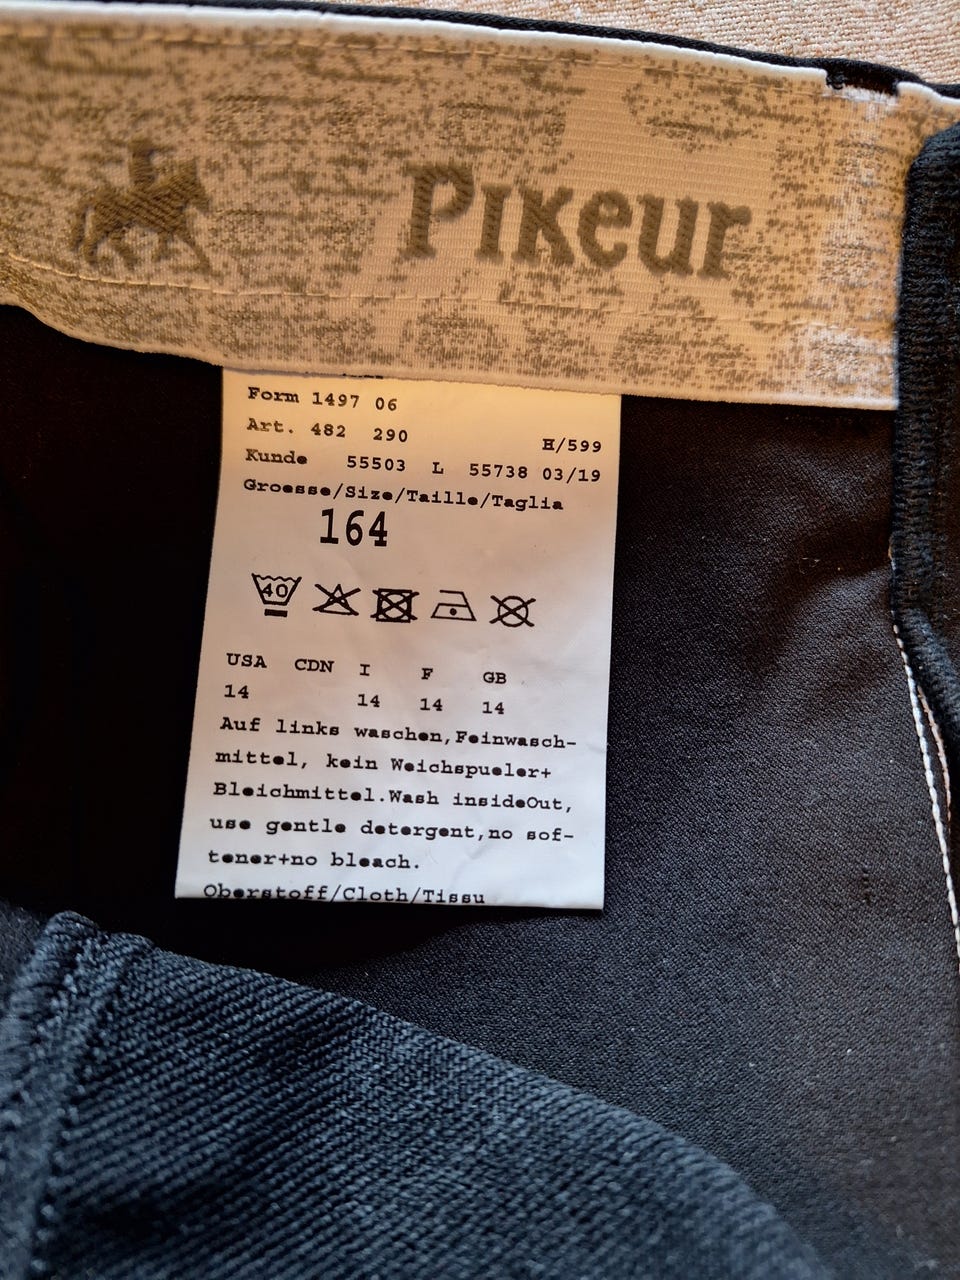 PIKeur
Form 1497 06
Art. 482 290 H/599
Kunde 55503 L 55738 03/19
Groesse/Size/Taille/Taglia
164
40
USA CDN I F GB
14 14 14 14
Auf links waschen,Feinwasch-
mittel, kein Weichspueler+
Bleichmittel.Wash insideOut,
use gentle detergent,no sof-
tener+no bleach.
Oberstoff/Cloth/Tissu